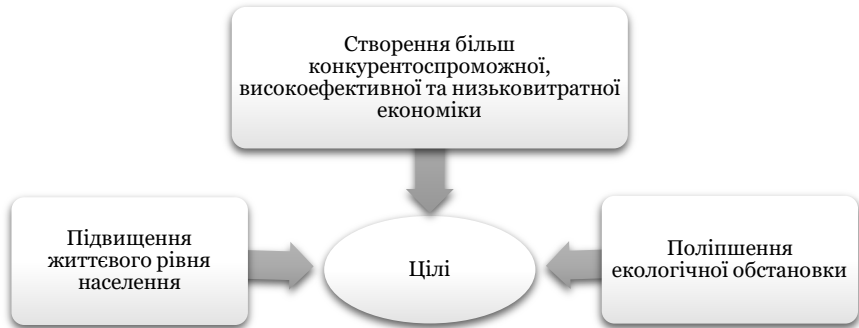 Створення більш
конкурентоспроможної,
високоефективної та низьковитратної
економіки
Підвищення
життєвого рівня
населення
Цілі
Поліпшення
екологічної обстановки